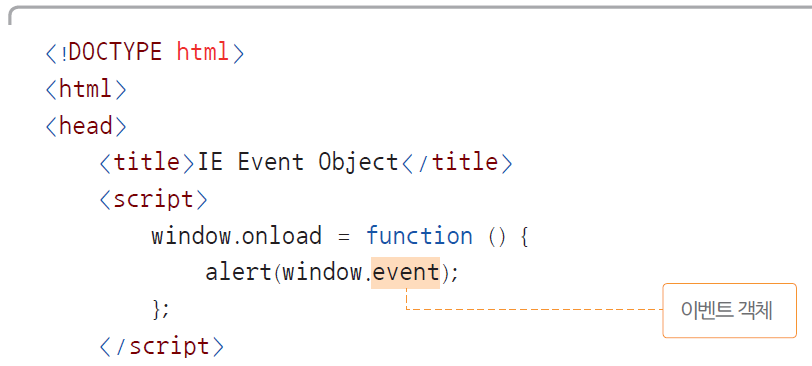 <!DOCTYPE html>
<html>
<head>
    <title>IE Event Object</title>
    <script>
        window.onload = function () {
            alert(window.event);
        };
이벤트 객체
    </script>